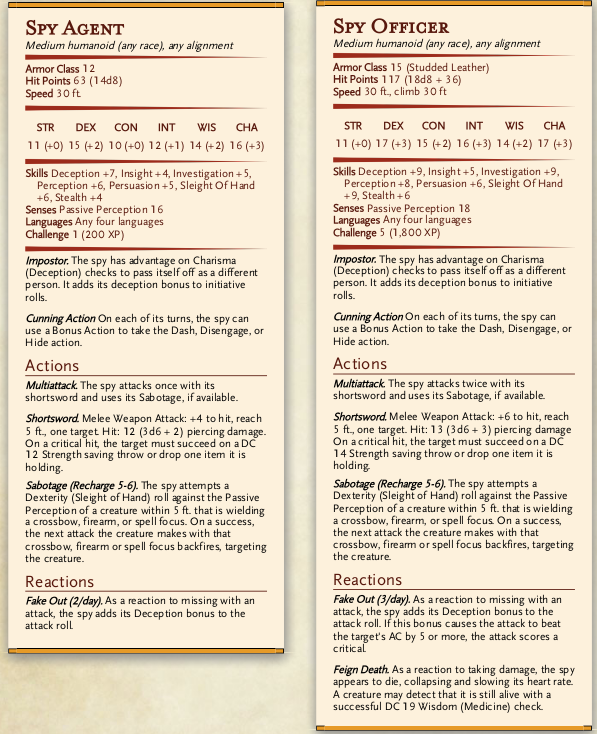 Spy Agent
Medium humanoid (any race), any alignment
Armor Class 12
Hit Points 63 (14d8)
Speed 30 ft.
STR DEX CON INT WIS CHA
11 (+0) 15 (+2) 10 (+0) 12 (+1) 14 (+2) 16 (+3)
Skills Deception +7, Insight +4, Investigation +5,
Perception +6, Persuasion +5, Sleight Of Hand
+6, Stealth +4
Senses Passive Perception 16
Languages Any four languages
Challenge 1 (200 XP)
Impostor. The spy has advantage on Charisma
(Deception) checks to pass itself off as a different
person. It adds its deception bonus to initiative
rolls.
Cunning Action On each of its turns, the spy can
use a Bonus Action to take the Dash, Disengage, or
Hide action.
Actions
Multiattack. The spy attacks once with its
shortsword and uses its Sabotage, if available.
Shortsword. Melee Weapon Attack: +4 to hit, reach
5 ft., one target. Hit: 12 (3d6 + 2) piercing damage.
On a critical hit, the target must succeed on a DC
12 Strength saving throw or drop one item it is
holding.
Sabotage (Recharge 5-6). The spy attempts a
Dexterity (Sleight of Hand) roll against the Passive
Perception of a creature within 5 ft. that is wielding
a crossbow, firearm, or spell focus. On a success,
the next attack the creature makes with that
crossbow, firearm or spell focus backfires, targeting
the creature.
Reactions
Fake Out (2/day). As a reaction to missing with an
attack, the spy adds its Deception bonus to the
attack roll.
Spy Officer
Medium humanoid (any race), any alignment
Armor Class 15 (Studded Leather)
Hit Points 117 (18d8 + 36)
Speed 30 ft., climb 30 ft
STR DEX CON INT WIS CHA
11 (+0) 17 (+3) 15 (+2) 16 (+3) 14 (+2) 17 (+3)
Skills Deception +9, Insight +5, Investigation +9,
Perception +8, Persuasion +6, Sleight Of Hand
+9, Stealth +6
Senses Passive Perception 18
Languages Any four languages
Challenge 5 (1,800 XP)
Impostor. The spy has advantage on Charisma
(Deception) checks to pass itself off as a different
person. It adds its deception bonus to initiative
rolls.
Cunning Action On each of its turns, the spy can
use a Bonus Action to take the Dash, Disengage, or
Hide action.
Actions
Multiattack. The spy attacks twice with its
shortsword and uses its Sabotage, if available.
Shortsword. Melee Weapon Attack: +6 to hit, reach
5 ft., one target. Hit: 13 (3d6 + 3) piercing damage
On a critical hit, the target must succeed on a DC
14 Strength saving throw or drop one item it is
holding.
Sabotage (Recharge 5-6). The spy attempts a
Dexterity (Sleight of Hand) roll against the Passive
Perception of a creature within 5 ft. that is wielding
a crossbow, firearm, or spell focus. On a success,
the next attack the creature makes with that
crossbow, firearm or spell focus backfires, targeting
the creature.
Reactions
Fake Out (3/day). As a reaction to missing with an
attack, the spy adds its Deception bonus to the
attack roll. If this bonus causes the attack to beat
the target's AC by 5 or more, the attack scores a
critical.
Feign Death. As a reaction to taking damage, the spy
appears to die, collapsing and slowing its heart rate.
A creature may detect that it is still alive with a
successful DC 19 Wisdom (Medicine) check.